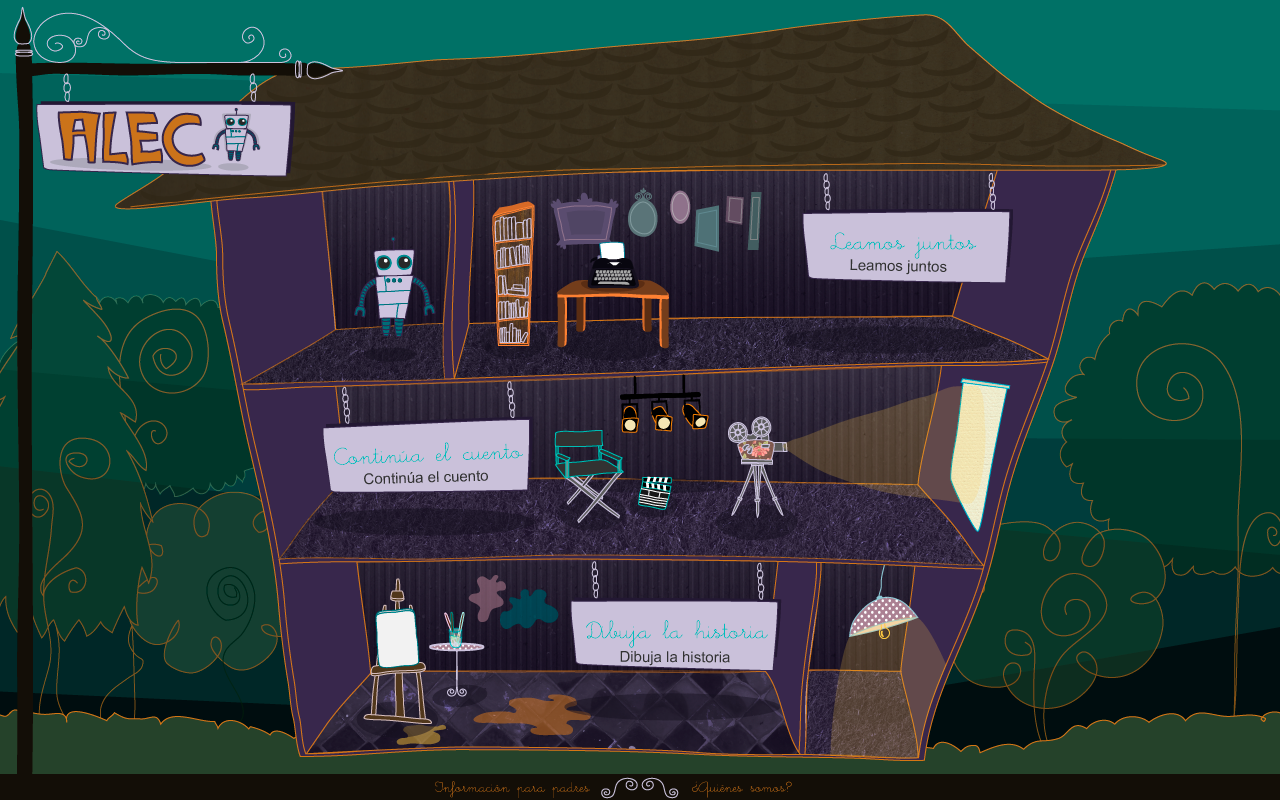 ALEC
Leamos juntos
Leamos juntos
Continúa el cuento
Continúa el cuento
Dibuja la historia
Dibuja la historia
Información para padres
¿Quiénes somos?